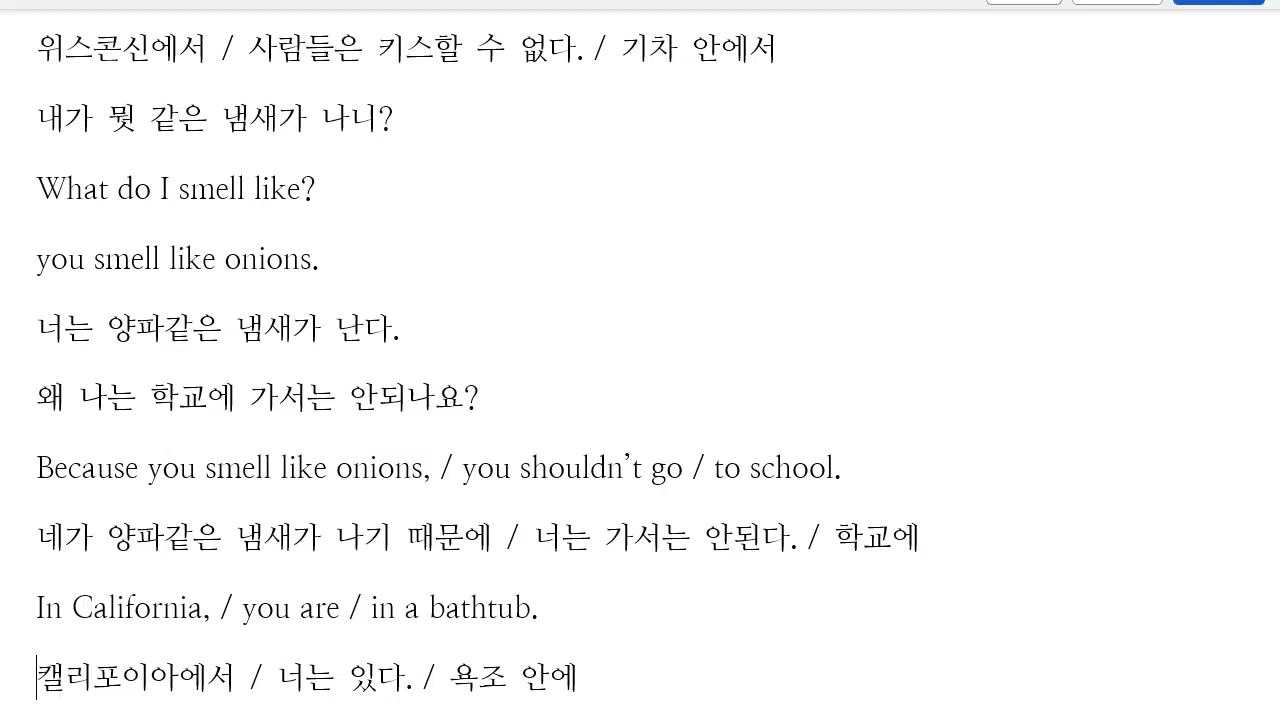 위스콘신에서 / 사람들은 키스할 수 없다. / 기차 안에서
내가 뭣 같은 냄새가 나니?
What do I smell like?
you smell like onions.
너는 양파같은 냄새가 난다.
왜 나는 학교에 가서는 안되나요?
Because you smell like onions, / you shouldn’t go / to school.
네가 양파같은 냄새가 나기 때문에 / 너는 가서는 안된다. / 학교에
In California, / you are / in a bathtub.
캘리포이아에서 / 너는 있다. / 욕조 안에